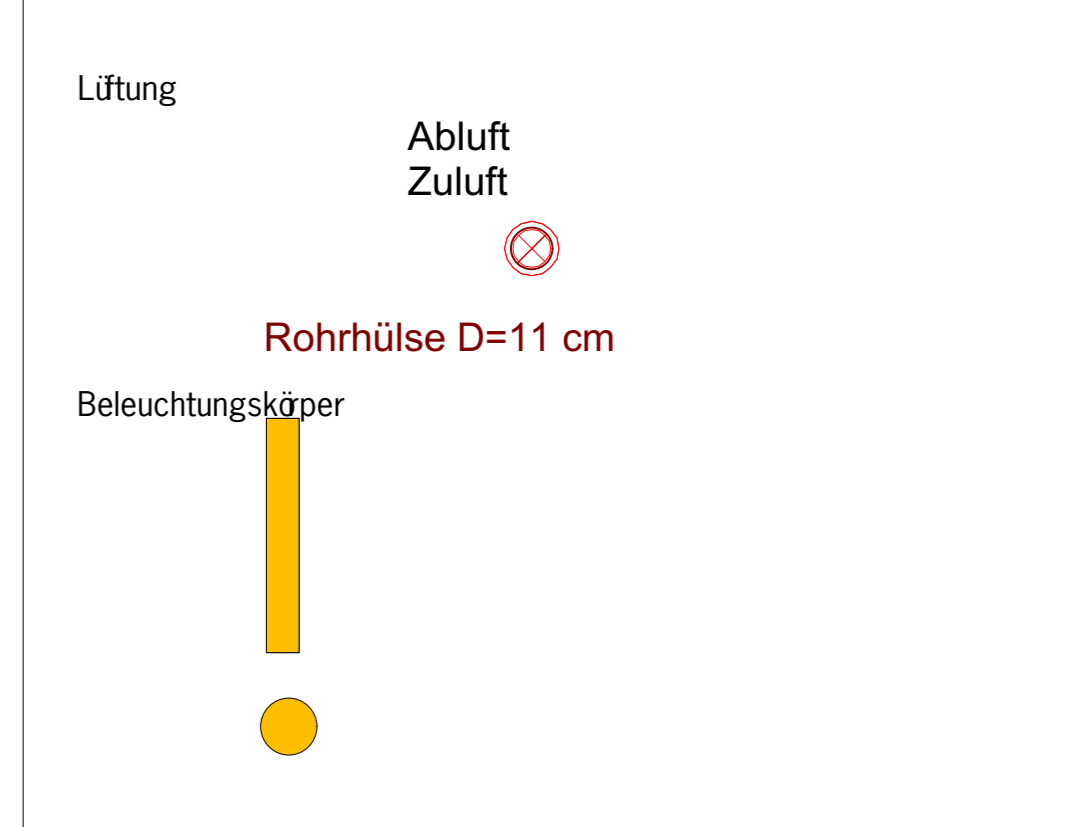 Lüftung
Abluft
Zuluft
Rohrhülse D=11 cm
Beleuchtungskörper